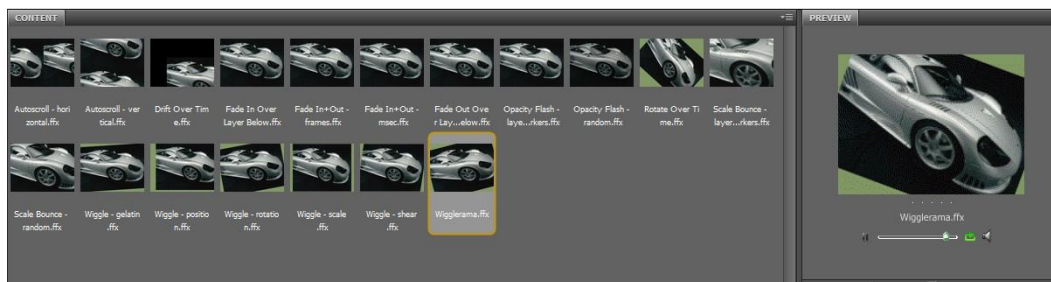 CONTENT
PREVIEW
Autoscroll - hori
zontal.ffx
Autoscroll - ver
tical.ffx
Drift Over Tim
e.ffx
Fade In Over
Layer Below.ffx
Fade In+Out -
frames.ffx
Fade In+Out -
msec.ffx
Fade Out Ove
r Lay...elow.ffx
Opacity Flash -
laye...rkers.ffx
Opacity Flash -
random.ffx
Rotate Over Ti
me.ffx
Scale Bounce -
layer...rkers.ffx
Scale Bounce -
random.ffx
Wiggle - gelatin
.ffx
Wiggle - positio
n.ffx
Wiggle - rotatio
n.ffx
Wiggle - scale
.ffx
Wiggle - shear
.ffx
Wigglerama.ffx
Wigglerama.ffx